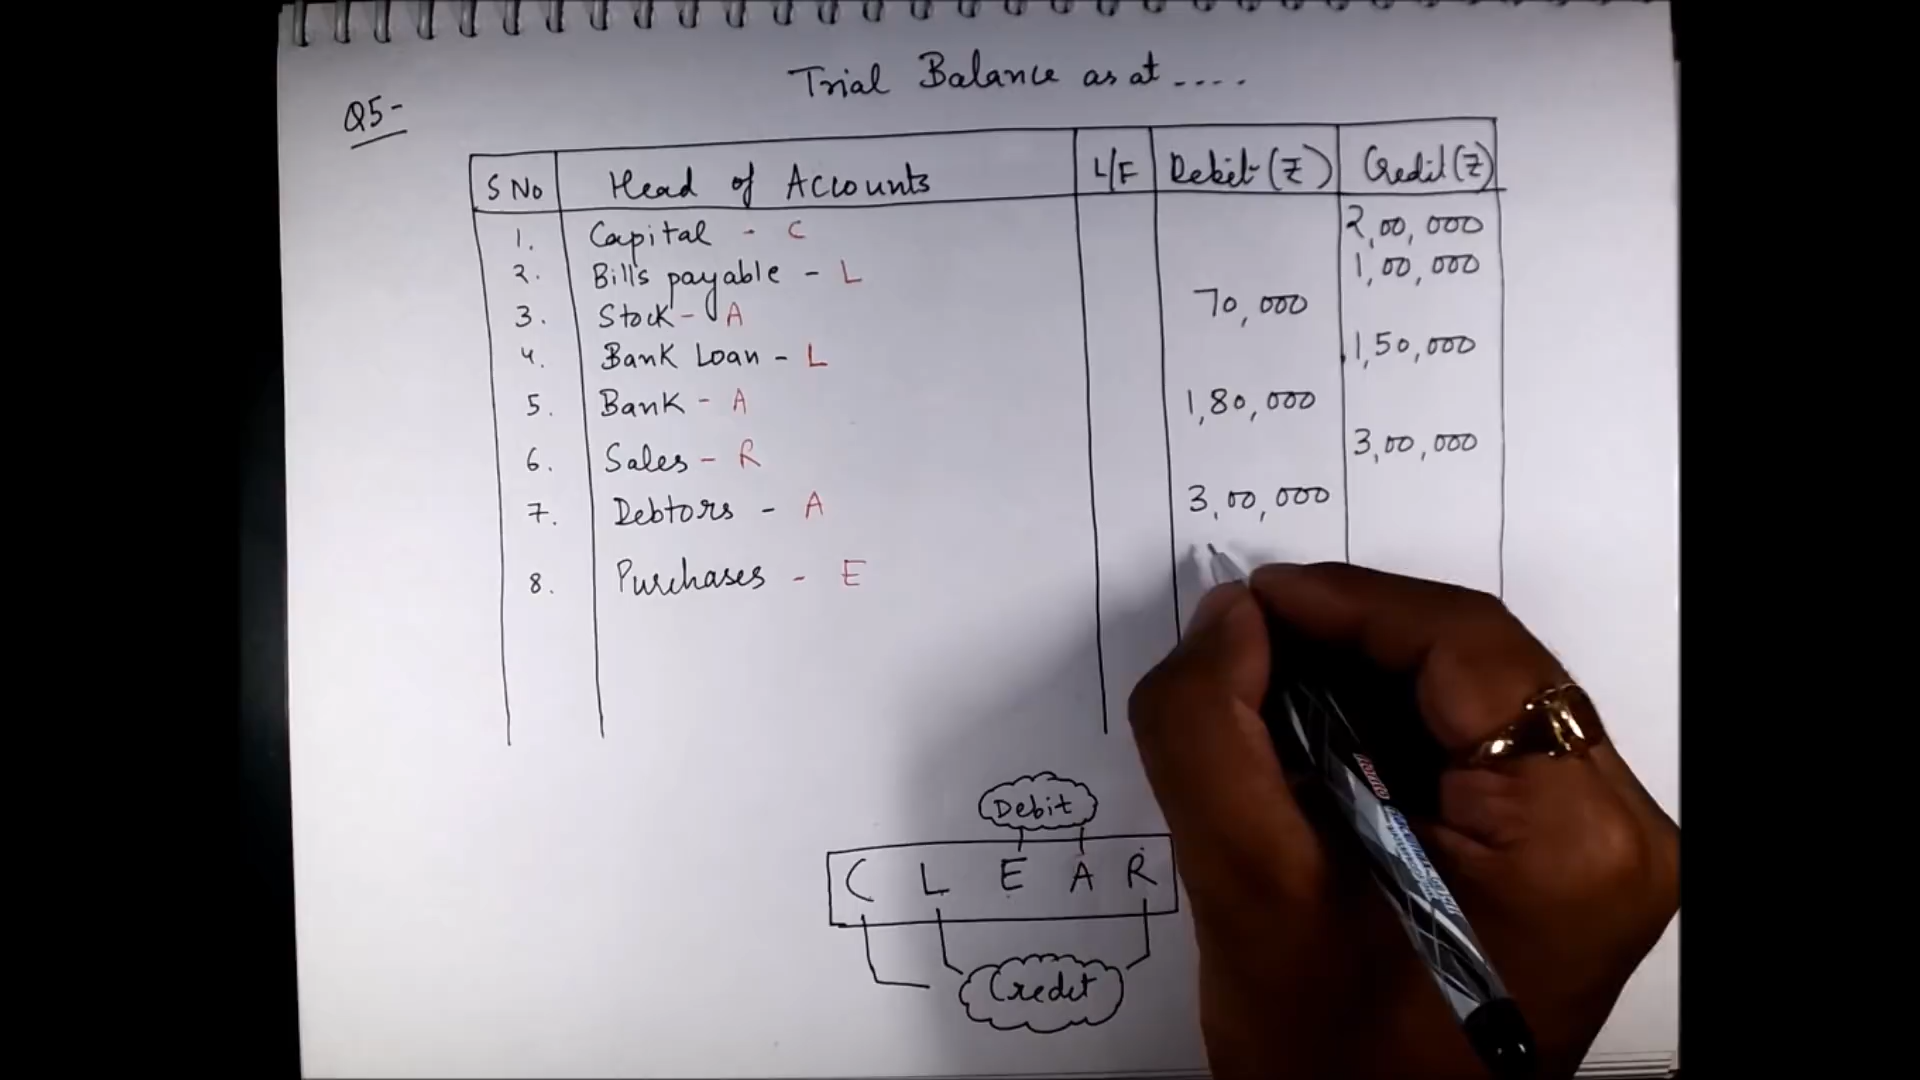 Trial Balance as at ....
Q5-
S No Head of Accounts L/F Debit (₹) Credit (₹)
1. Capital - C 2,00,000
2. Bills payable - L 1,00,000
3. Stock - A 70,000
4. Bank Loan - L 1,50,000
5. Bank - A 1,80,000
6. Sales - R 3,00,000
7. Debtors - A 3,00,000
8. Purchases - E
Debit
C L E A R
Credit